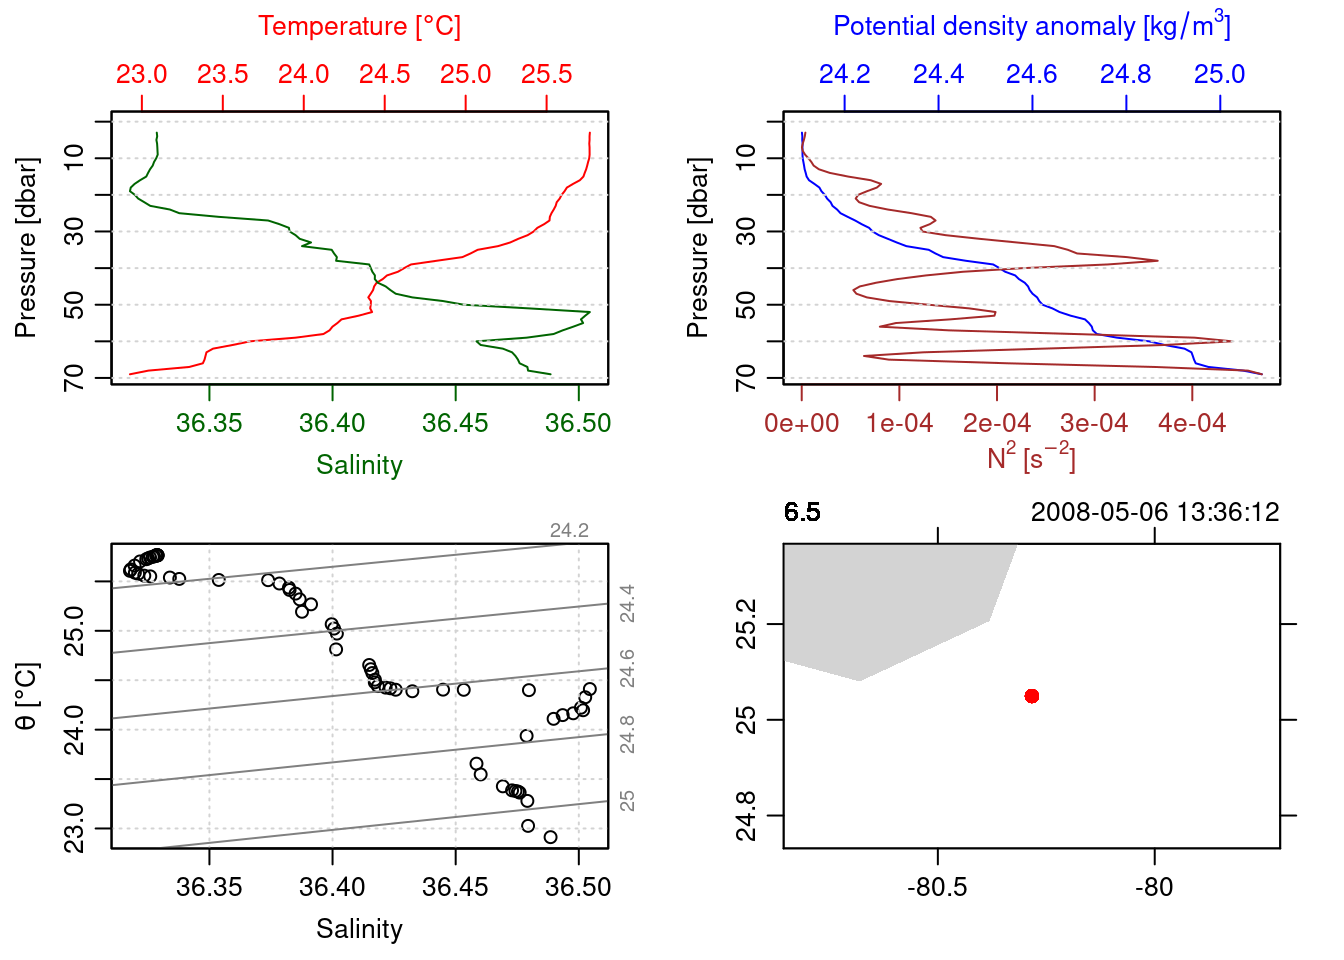 Temperature [°C]
23.0 23.5 24.0 24.5 25.0 25.5
Pressure [dbar]
10
30
50
70
36.35 36.40 36.45 36.50
Salinity
Potential density anomaly [kg/m³]
24.2 24.4 24.6 24.8 25.0
Pressure [dbar]
10
30
50
70
0e+00 1e-04 2e-04 3e-04 4e-04
N² [s⁻²]
24.2
24.4
24.6
24.8
25
θ [°C]
25.0
24.0
23.0
36.35 36.40 36.45 36.50
Salinity
6.5 2008-05-06 13:36:12
25.2
25
24.8
-80.5 -80